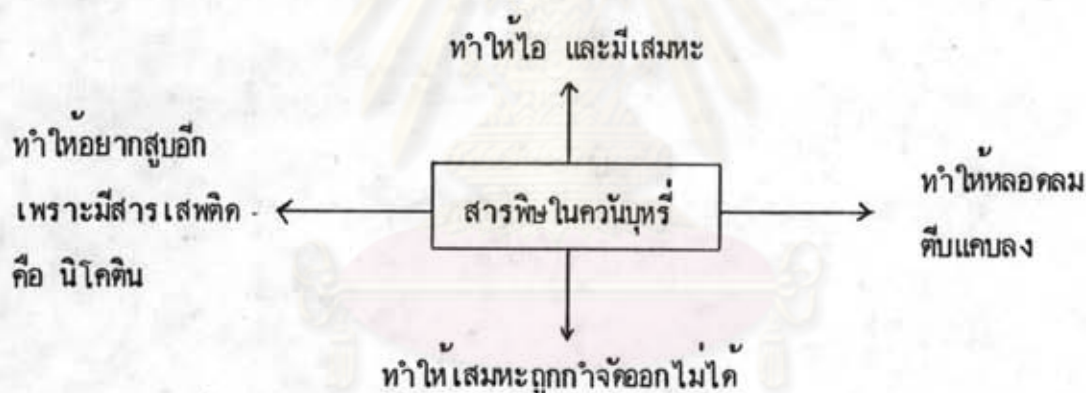 ทำให้ไอ และมีเสมหะ
ทำให้อยากสูบอีก
เพราะมีสารเสพติด
คือ นิโคติน
สารพิษในควันบุหรี่
ทำให้หลอดลม
ตีบแคบลง
ทำให้เสมหะถูกกำจัดออกไม่ได้